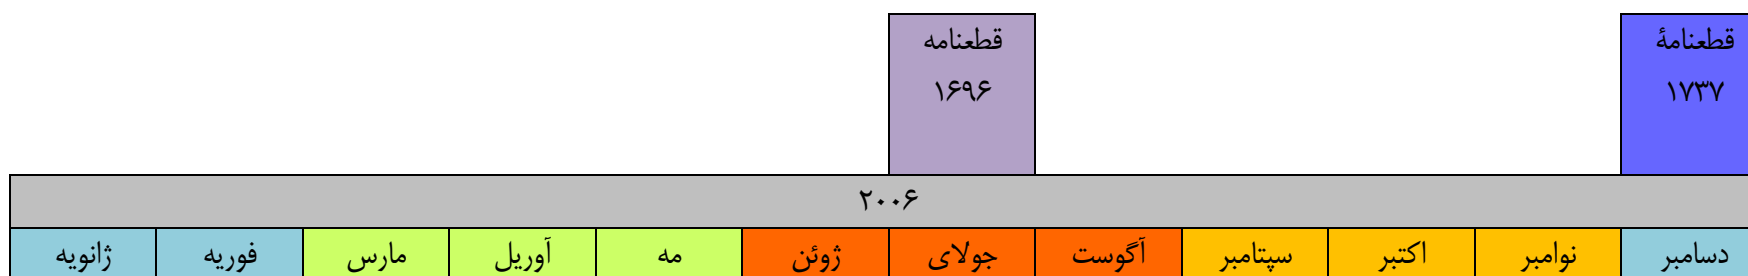 قطعنامه
۱۶۹۶
قطعنامهٔ
۱۷۳۷
۲۰۰۶
ژانویه
فوریه
مارس
آوریل
مه
ژوئن
جولای
آگوست
سپتامبر
اکتبر
نوامبر
دسامبر